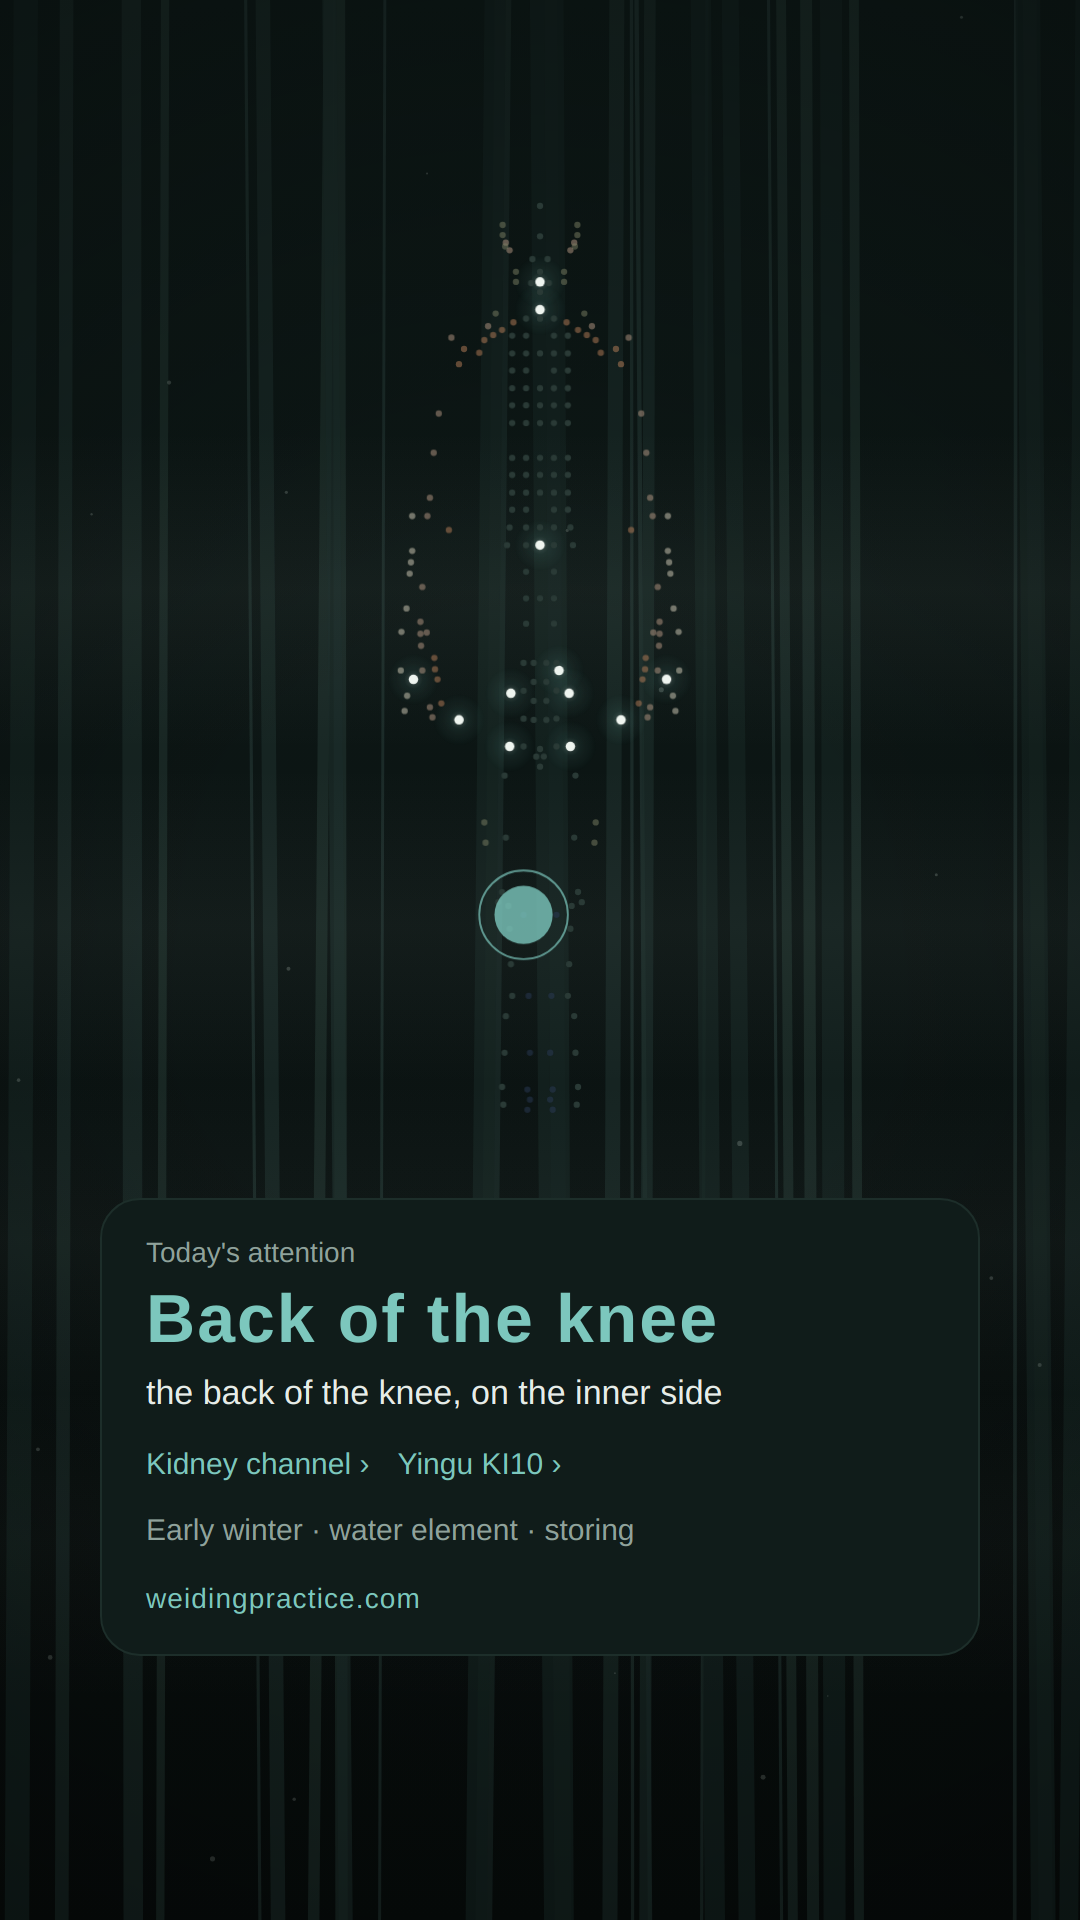 Today's attention
Back of the knee
the back of the knee, on the inner side
Kidney channel › Yingu KI10 ›
Early winter · water element · storing
weidingpractice.com